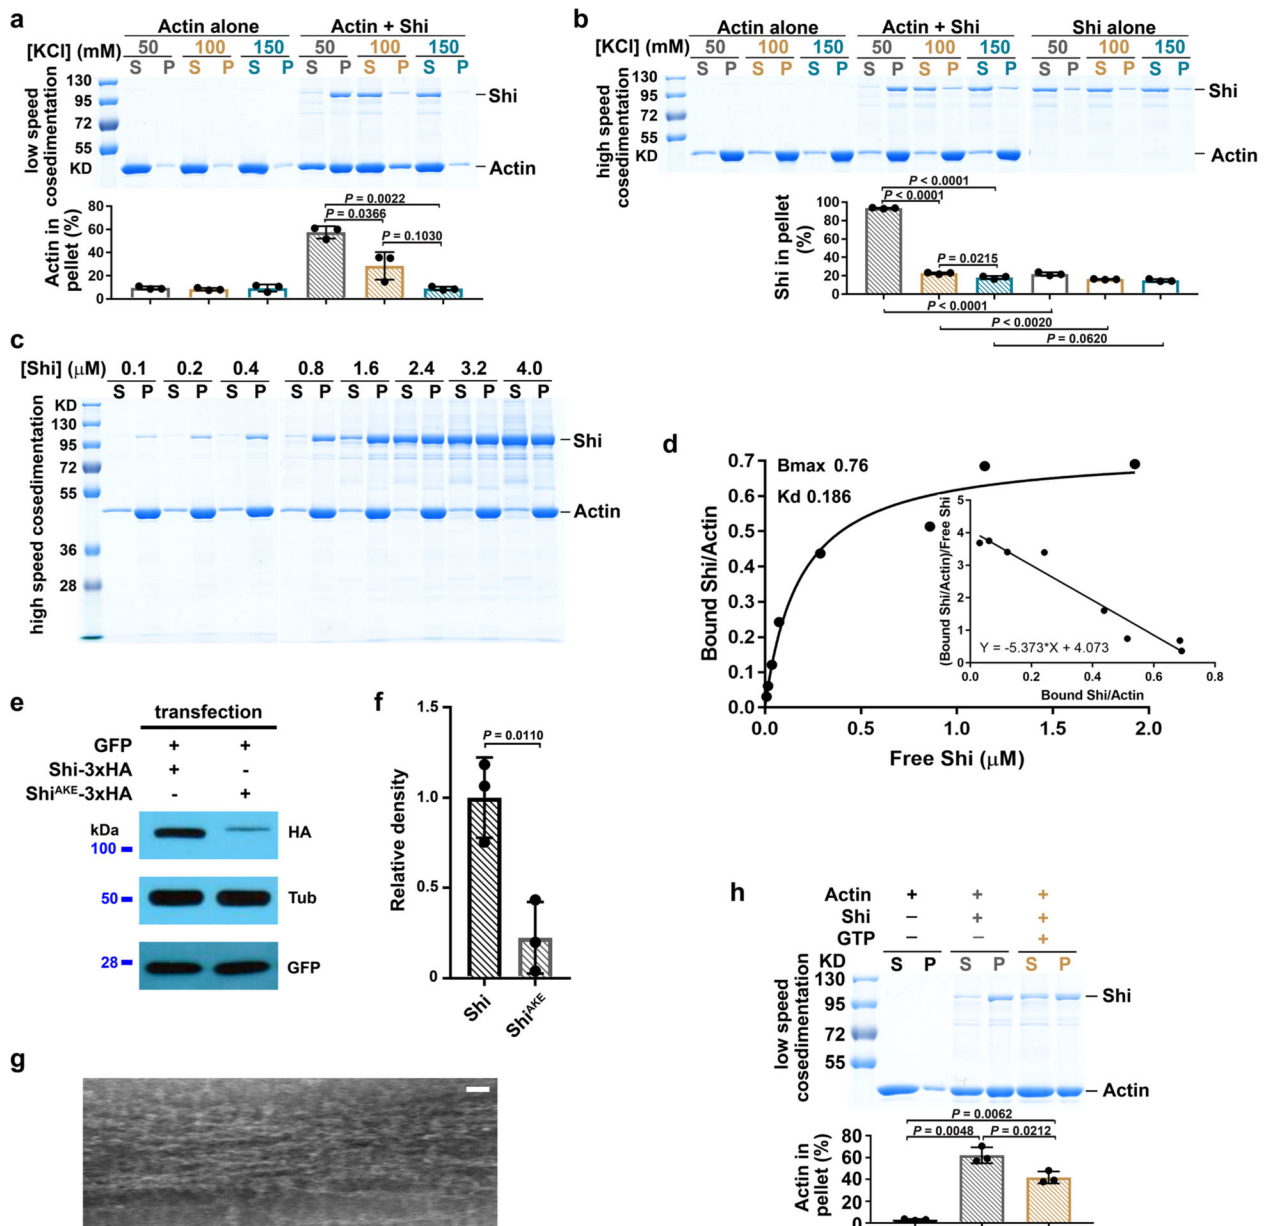 a
Actin alone Actin + Shi
[KCl] (mM) 50 100 150 50 100 150
S P S P S P S P S P S P
low speed cosedimentation
130
95
72
55
KD
Shi
Actin
P = 0.0022
P = 0.0366
P = 0.1030
Actin in pellet (%)
80
60
40
20
0
b
Actin alone Actin + Shi Shi alone
[KCl] (mM) 50 100 150 50 100 150 50 100 150
S P S P S P S P S P S P S P S P S P
high speed cosedimentation
130
95
72
55
KD
Shi
Actin
P < 0.0001
P < 0.0001
P = 0.0215
Shi in pellet (%)
100
80
60
40
20
0
P < 0.0001
P < 0.0020
P = 0.0620
c
[Shi] (μM) 0.1 0.2 0.4 0.8 1.6 2.4 3.2 4.0
S P S P S P S P S P S P S P S P
high speed cosedimentation
KD
130
95
72
55
36
28
Shi
Actin
d
Bmax 0.76
Kd 0.186
Bound Shi/Actin
0.7
0.6
0.5
0.4
0.3
0.2
0.1
0.0
0.0 0.5 1.0 1.5 2.0
Free Shi (μM)
(Bound Shi/Actin)/Free Shi
5
4
3
2
1
0
Y = -5.373*X + 4.073
0.0 0.2 0.4 0.6 0.8
Bound Shi/Actin
e
transfection
GFP + +
Shi-3xHA + -
ShiAKE-3xHA - +
kDa
100
HA
50
Tub
28
GFP
f
1.5
1.0
0.5
0
Relative density
P = 0.0110
Shi
ShiAKE
g
h
Actin + + +
Shi – + +
GTP – – +
KD S P S P S P
low speed cosedimentation
130
95
72
55
Shi
Actin
P = 0.0062
P = 0.0048
P = 0.0212
Actin in pellet (%)
80
60
40
20
0